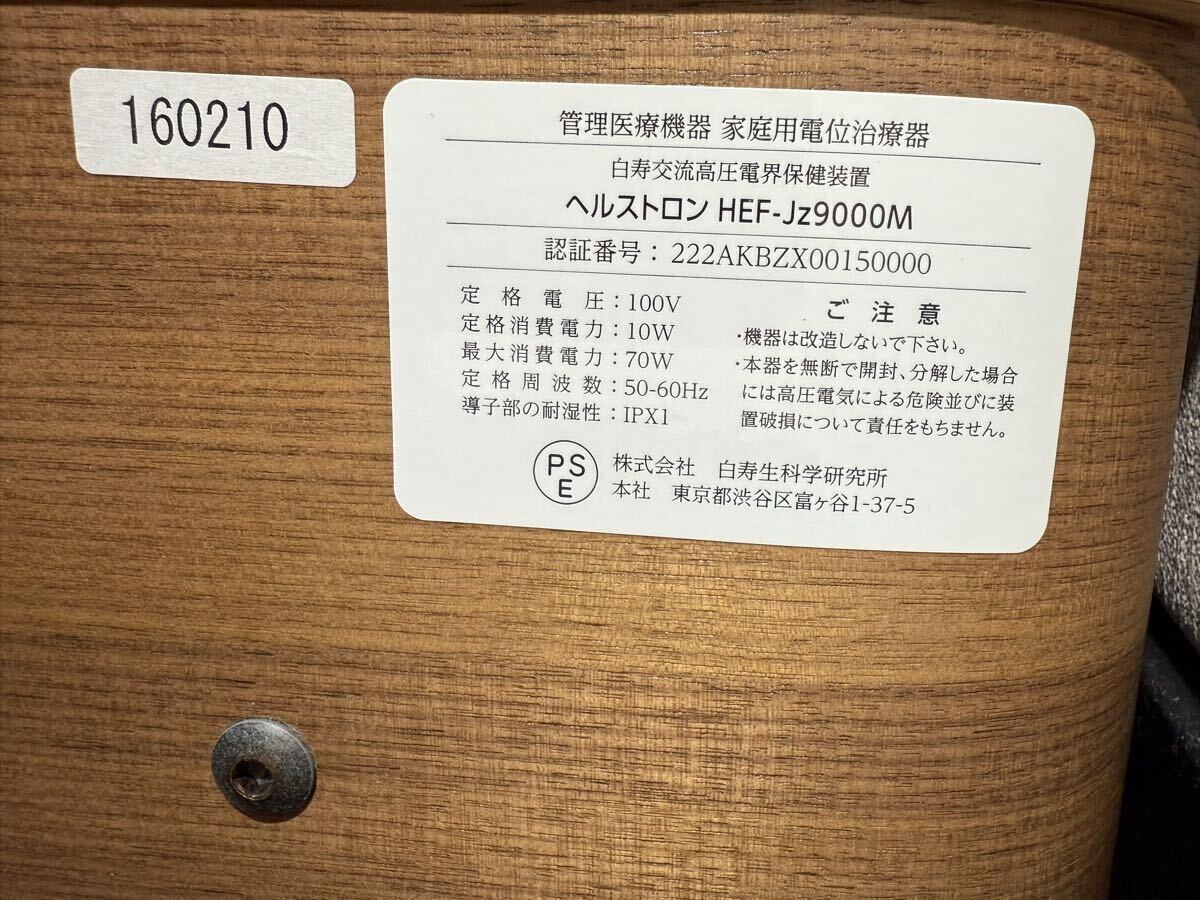 160210
管理医療機器 家庭用電位治療器
白寿交流高圧電界保健装置
ヘルストロン HEF-Jz9000M
認証番号：222AKBZX00150000
定格電圧：100V
定格消費電力：10W
最大消費電力：70W
定格周波数：50-60Hz
導子部の耐湿性：IPX1
ご注意
・機器は改造しないで下さい。
・本器を無断で開封、分解した場合
には高圧電気による危険並びに装
置破損について責任をもちません。
PS
E
株式会社 白寿生科学研究所
本社 東京都渋谷区富ヶ谷1-37-5